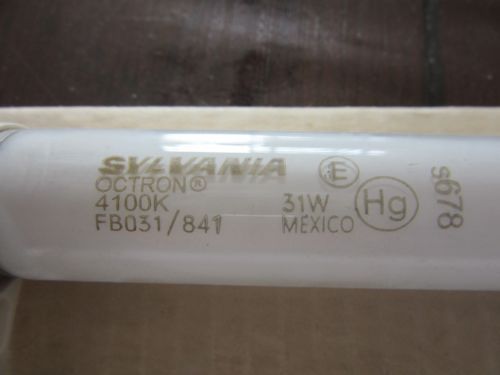 SYLVANIA Ⓔ
OCTRON®
4100K 31W Hg
FB031/841 MEXICO
s678